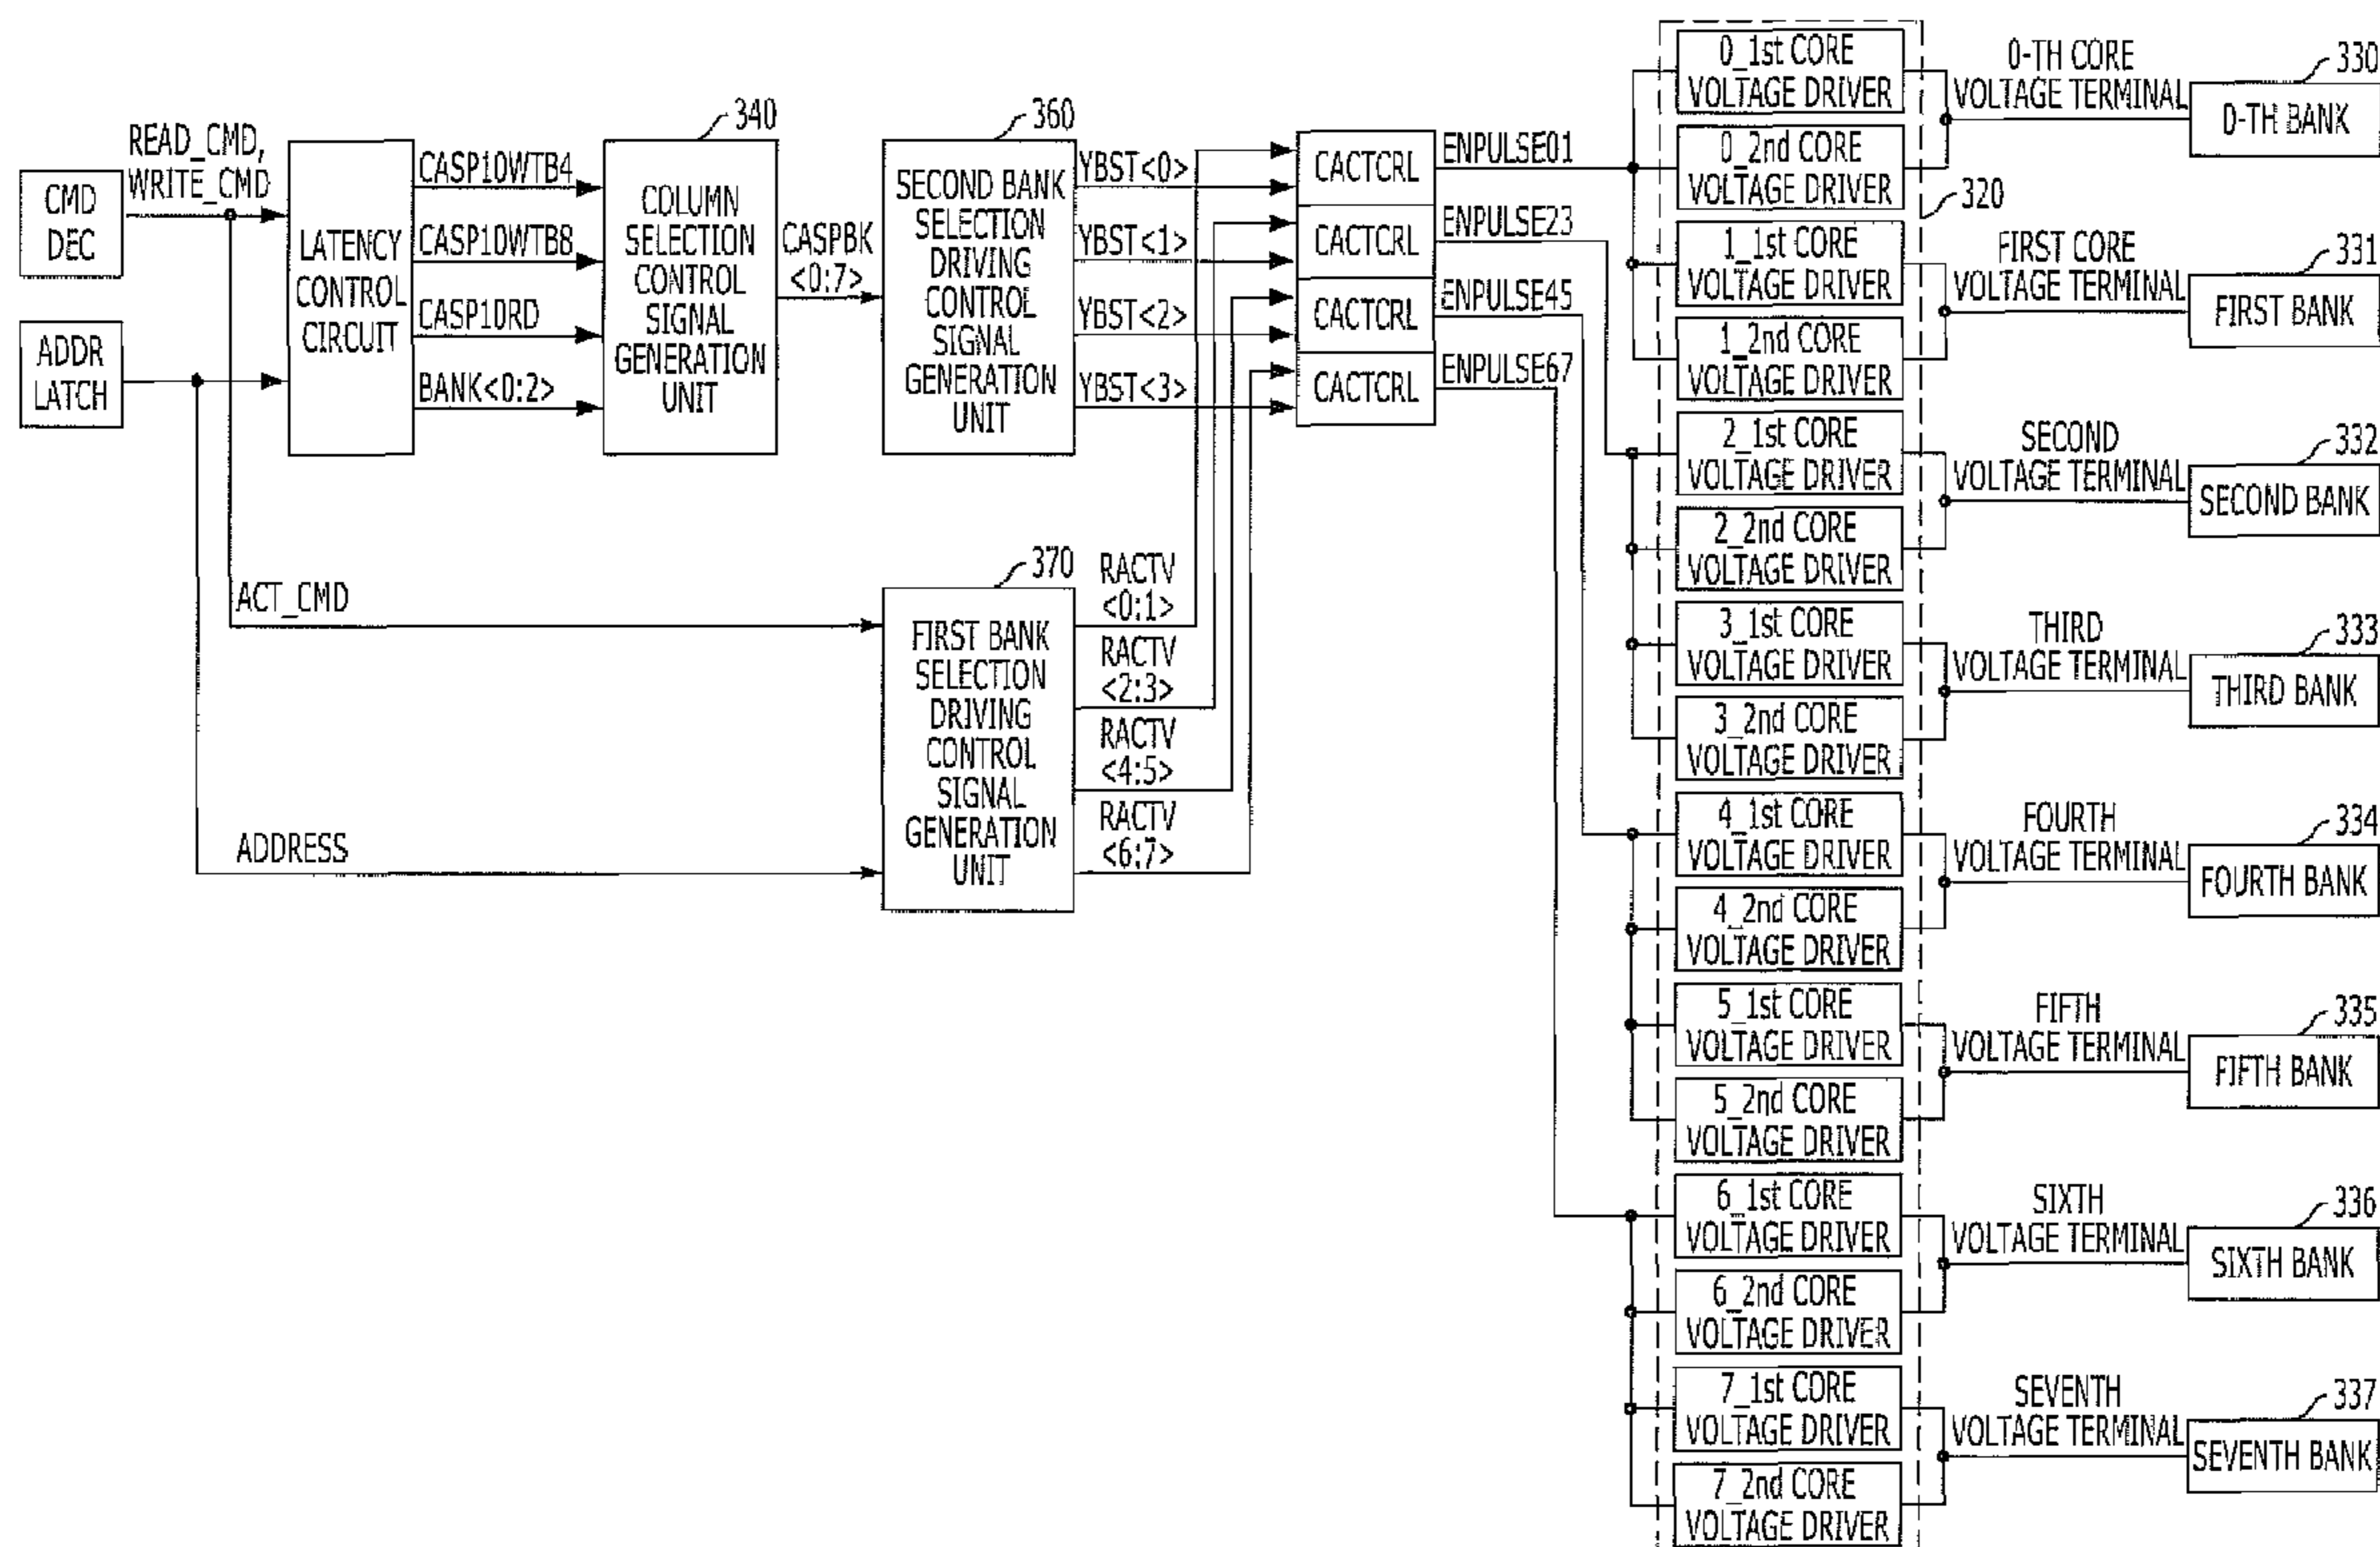 CMD
DEC
READ_CMD,
WRITE_CMD
ADDR
LATCH
LATENCY
CONTROL
CIRCUIT
CASP10WTB4
CASP10WTB8
CASP10RD
BANK<0:2>
340
COLUMN
SELECTION
CONTROL
SIGNAL
GENERATION
UNIT
CASPBK
<0:7>
360
SECOND BANK
SELECTION
DRIVING
CONTROL
SIGNAL
GENERATION
UNIT
YBST<0>
YBST<1>
YBST<2>
YBST<3>
ACT_CMD
ADDRESS
370
FIRST BANK
SELECTION
DRIVING
CONTROL
SIGNAL
GENERATION
UNIT
RACTV
<0:1>
RACTV
<2:3>
RACTV
<4:5>
RACTV
<6:7>
CACTCRL
CACTCRL
CACTCRL
CACTCRL
ENPULSE01
ENPULSE23
ENPULSE45
ENPULSE67
320
0_1st CORE
VOLTAGE DRIVER
0_2nd CORE
VOLTAGE DRIVER
1_1st CORE
VOLTAGE DRIVER
1_2nd CORE
VOLTAGE DRIVER
2_1st CORE
VOLTAGE DRIVER
2_2nd CORE
VOLTAGE DRIVER
3_1st CORE
VOLTAGE DRIVER
3_2nd CORE
VOLTAGE DRIVER
4_1st CORE
VOLTAGE DRIVER
4_2nd CORE
VOLTAGE DRIVER
5_1st CORE
VOLTAGE DRIVER
5_2nd CORE
VOLTAGE DRIVER
6_1st CORE
VOLTAGE DRIVER
6_2nd CORE
VOLTAGE DRIVER
7_1st CORE
VOLTAGE DRIVER
7_2nd CORE
VOLTAGE DRIVER
0-TH CORE
VOLTAGE TERMINAL
330
0-TH BANK
FIRST CORE
VOLTAGE TERMINAL
331
FIRST BANK
SECOND
VOLTAGE TERMINAL
332
SECOND BANK
THIRD
VOLTAGE TERMINAL
333
THIRD BANK
FOURTH
VOLTAGE TERMINAL
334
FOURTH BANK
FIFTH
VOLTAGE TERMINAL
335
FIFTH BANK
SIXTH
VOLTAGE TERMINAL
336
SIXTH BANK
SEVENTH
VOLTAGE TERMINAL
337
SEVENTH BANK